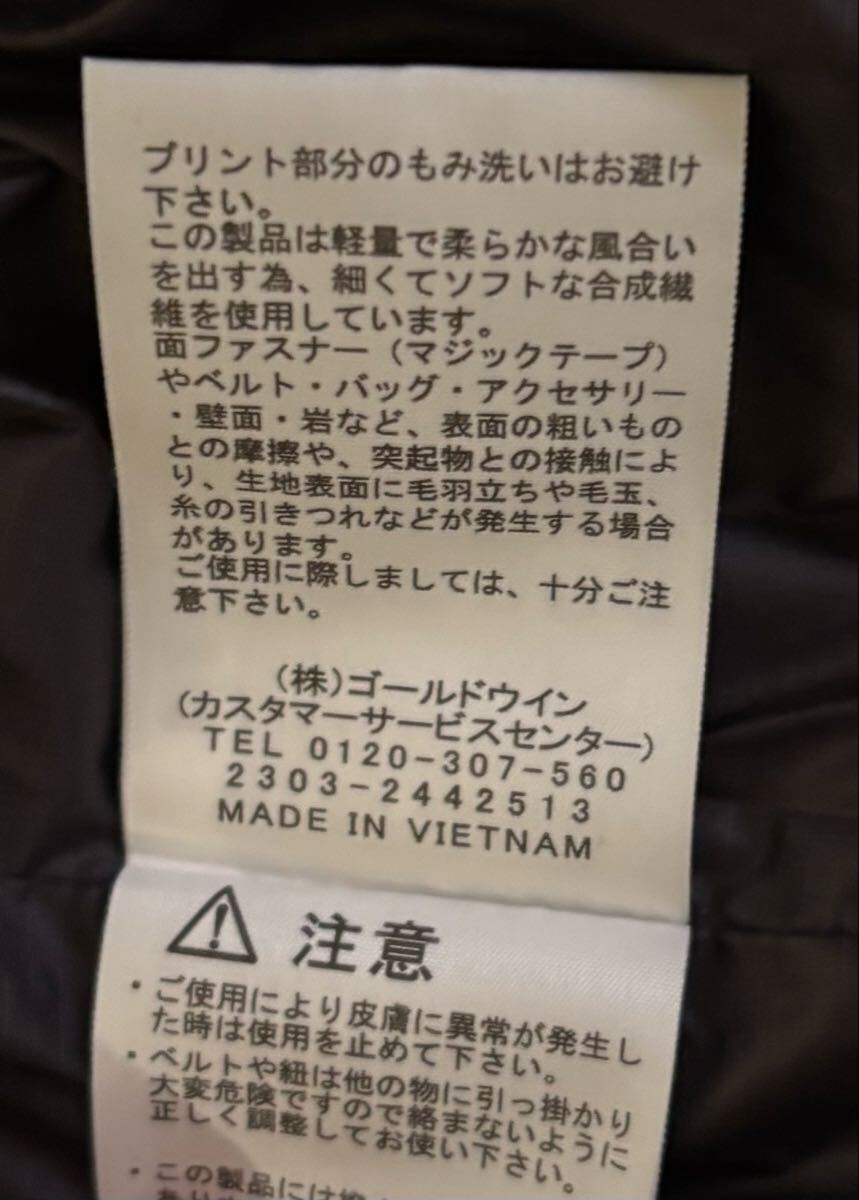 プリント部分のもみ洗いはお避け
下さい。
この製品は軽量で柔らかな風合い
を出す為、細くてソフトな合成繊
維を使用しています。
面ファスナー(マジックテープ)
やベルト・バッグ・アクセサリー
・壁面・岩など、表面の粗いもの
との摩擦や、突起物との接触によ
り、生地表面に毛羽立ちや毛玉、
糸の引きつれなどが発生する場合
があります。
ご使用に際しましては、十分ご注
意下さい。
(株)ゴールドウイン
(カスタマーサービスセンター)
TEL 0120-307-560
2303-2442513
MADE IN VIETNAM
注意
・ご使用により皮膚に異常が発生し
た時は使用を止めて下さい。
・ベルトや紐は他の物に引っ掛かり
大変危険ですので絡まないように
正しく調整してお使い下さい。
・この製品には